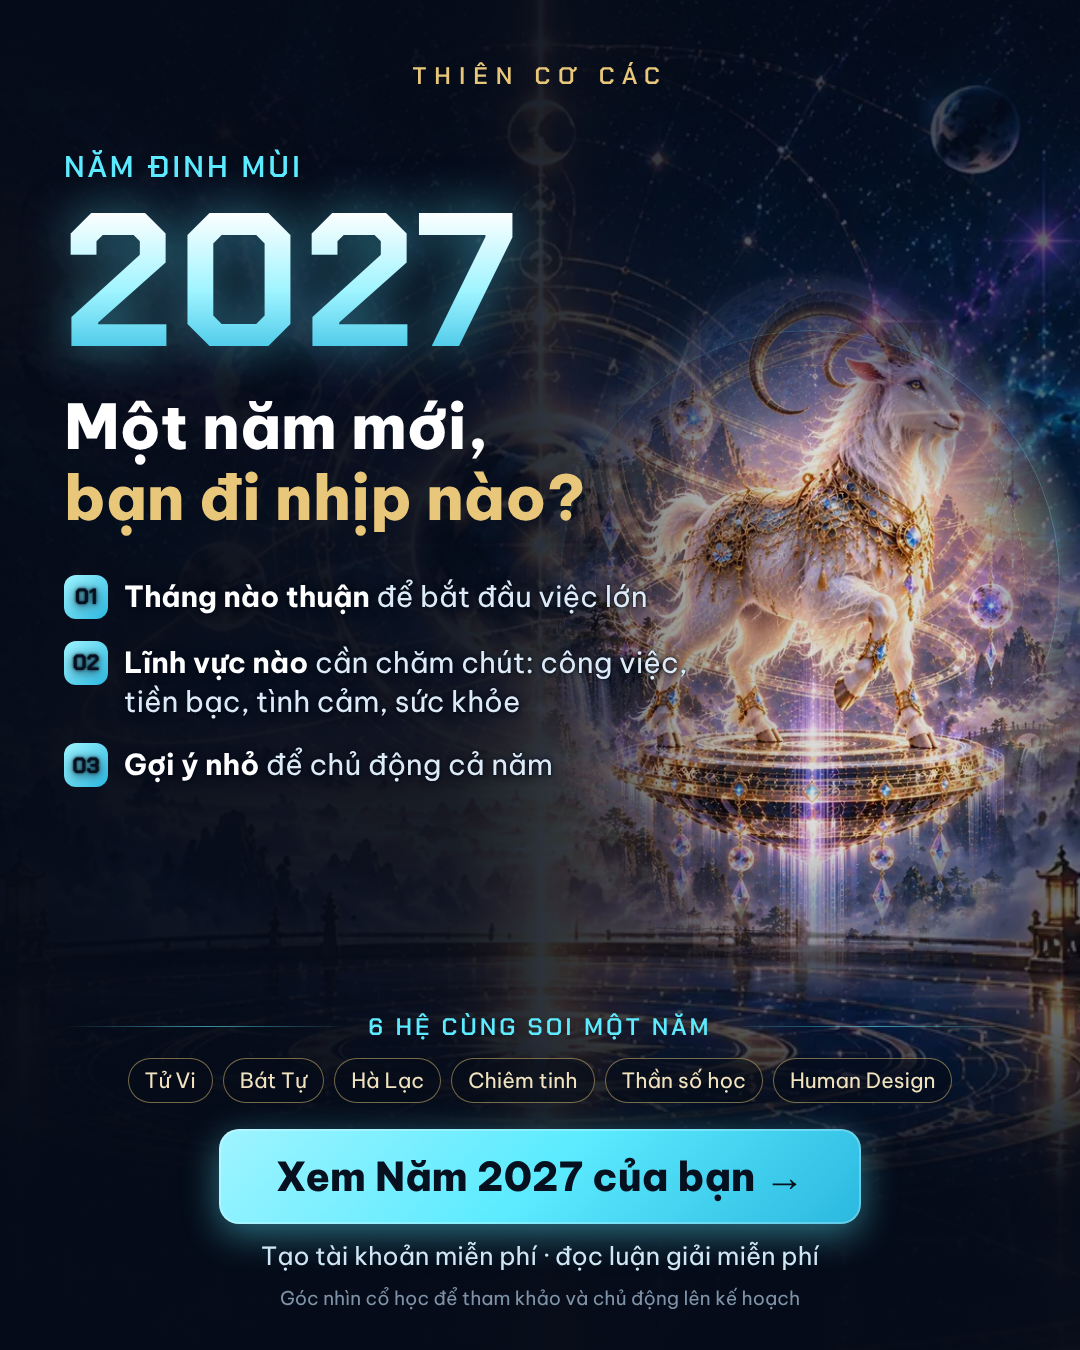 THIÊN CƠ CÁC
NĂM ĐINH MÙI
2027
Một năm mới,
bạn đi nhịp nào?
01 Tháng nào thuận để bắt đầu việc lớn
02 Lĩnh vực nào cần chăm chút: công việc,
tiền bạc, tình cảm, sức khỏe
03 Gợi ý nhỏ để chủ động cả năm
6 HỆ CÙNG SOI MỘT NĂM
Tử Vi Bát Tự Hà Lạc Chiêm tinh Thần số học Human Design
Xem Năm 2027 của bạn →
Tạo tài khoản miễn phí · đọc luận giải miễn phí
Góc nhìn cổ học để tham khảo và chủ động lên kế hoạch